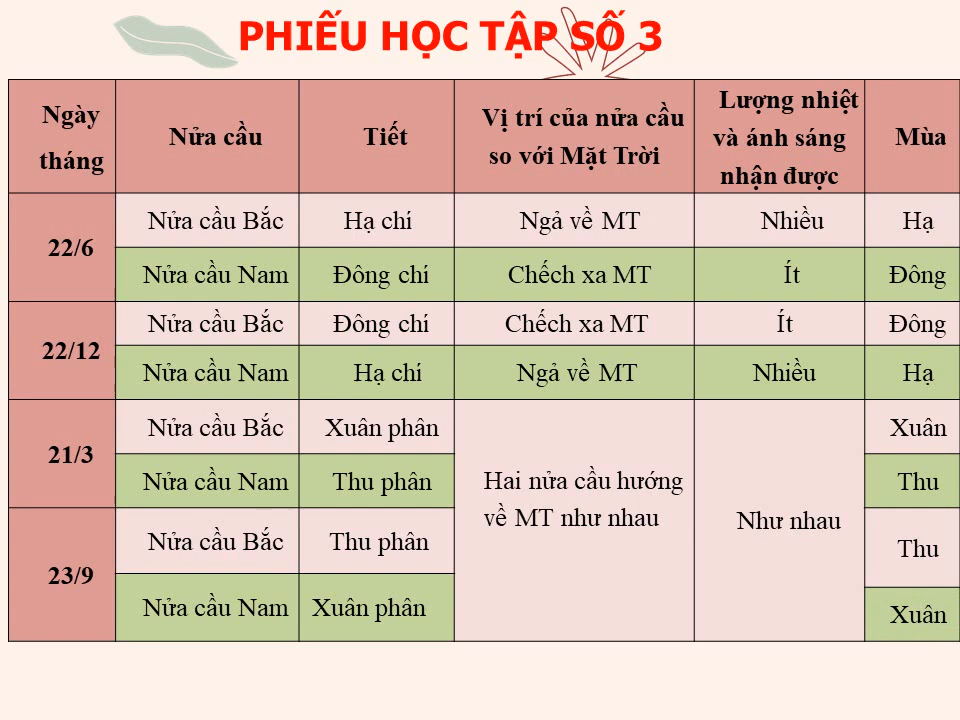 PHIẾU HỌC TẬP SỐ 3
Ngày
tháng
Nửa cầu
Tiết
Vị trí của nửa cầu
so với Mặt Trời
Lượng nhiệt
và ánh sáng
nhận được
Mùa
22/6
Nửa cầu Bắc
Hạ chí
Ngả về MT
Nhiều
Hạ
Nửa cầu Nam
Đông chí
Chếch xa MT
Ít
Đông
22/12
Nửa cầu Bắc
Đông chí
Chếch xa MT
Ít
Đông
Nửa cầu Nam
Hạ chí
Ngả về MT
Nhiều
Hạ
21/3
Nửa cầu Bắc
Xuân phân
Hai nửa cầu hướng
về MT như nhau
Như nhau
Xuân
Nửa cầu Nam
Thu phân
Thu
23/9
Nửa cầu Bắc
Thu phân
Thu
Nửa cầu Nam
Xuân phân
Xuân